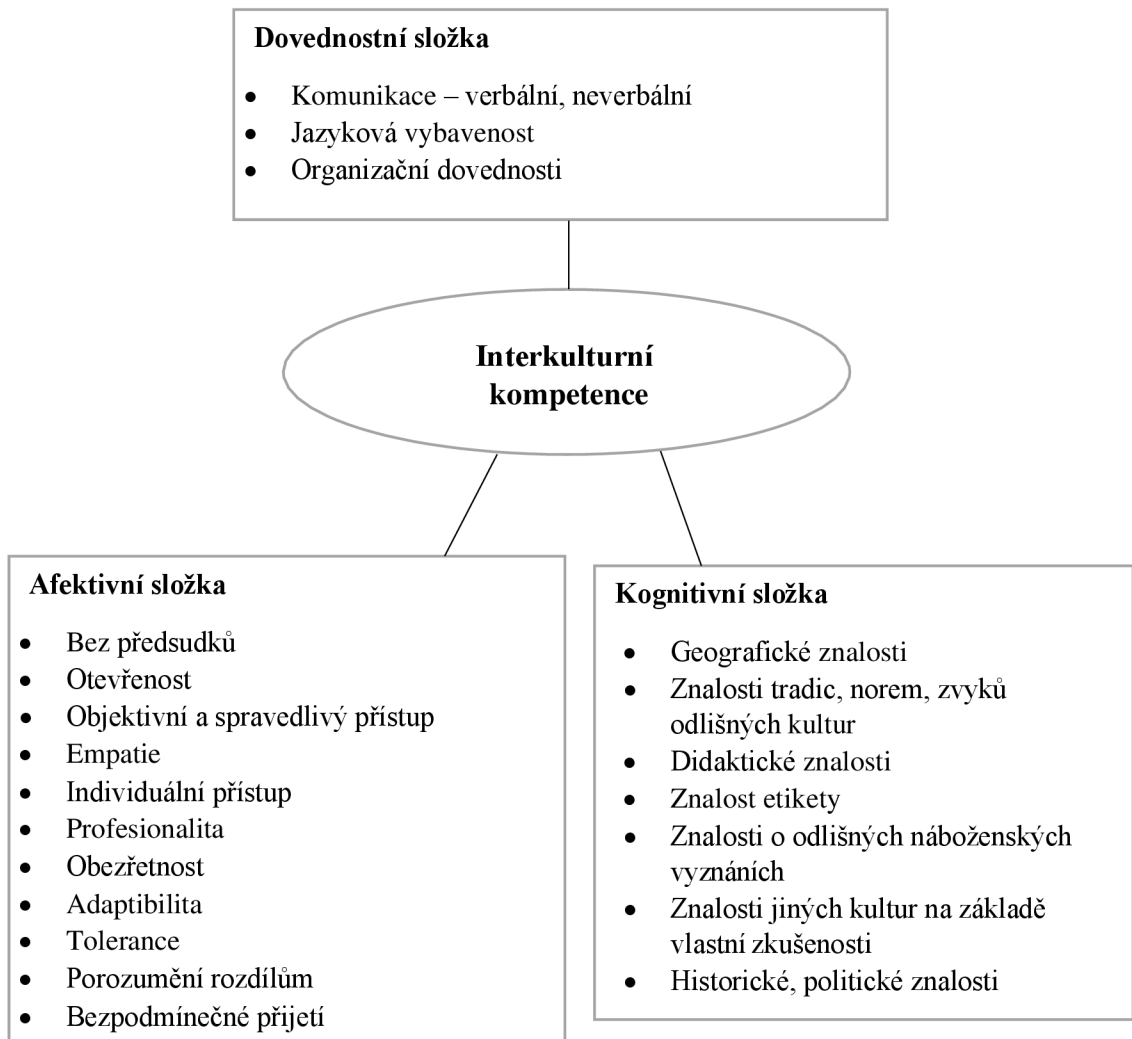 Dovednostní složka
• Komunikace – verbální, neverbální
• Jazyková vybavenost
• Organizační dovednosti
Interkulturní
kompetence
Afektivní složka
• Bez předsudků
• Otevřenost
• Objektivní a spravedlivý přístup
• Empatie
• Individuální přístup
• Profesionalita
• Obezřetnost
• Adaptibilita
• Tolerance
• Porozumění rozdílům
• Bezpodmínečné přijetí
Kognitivní složka
• Geografické znalosti
• Znalosti tradic, norem, zvyků
odlišných kultur
• Didaktické znalosti
• Znalost etikety
• Znalosti o odlišných náboženských
vyznáních
• Znalosti jiných kultur na základě
vlastní zkušenosti
• Historické, politické znalosti